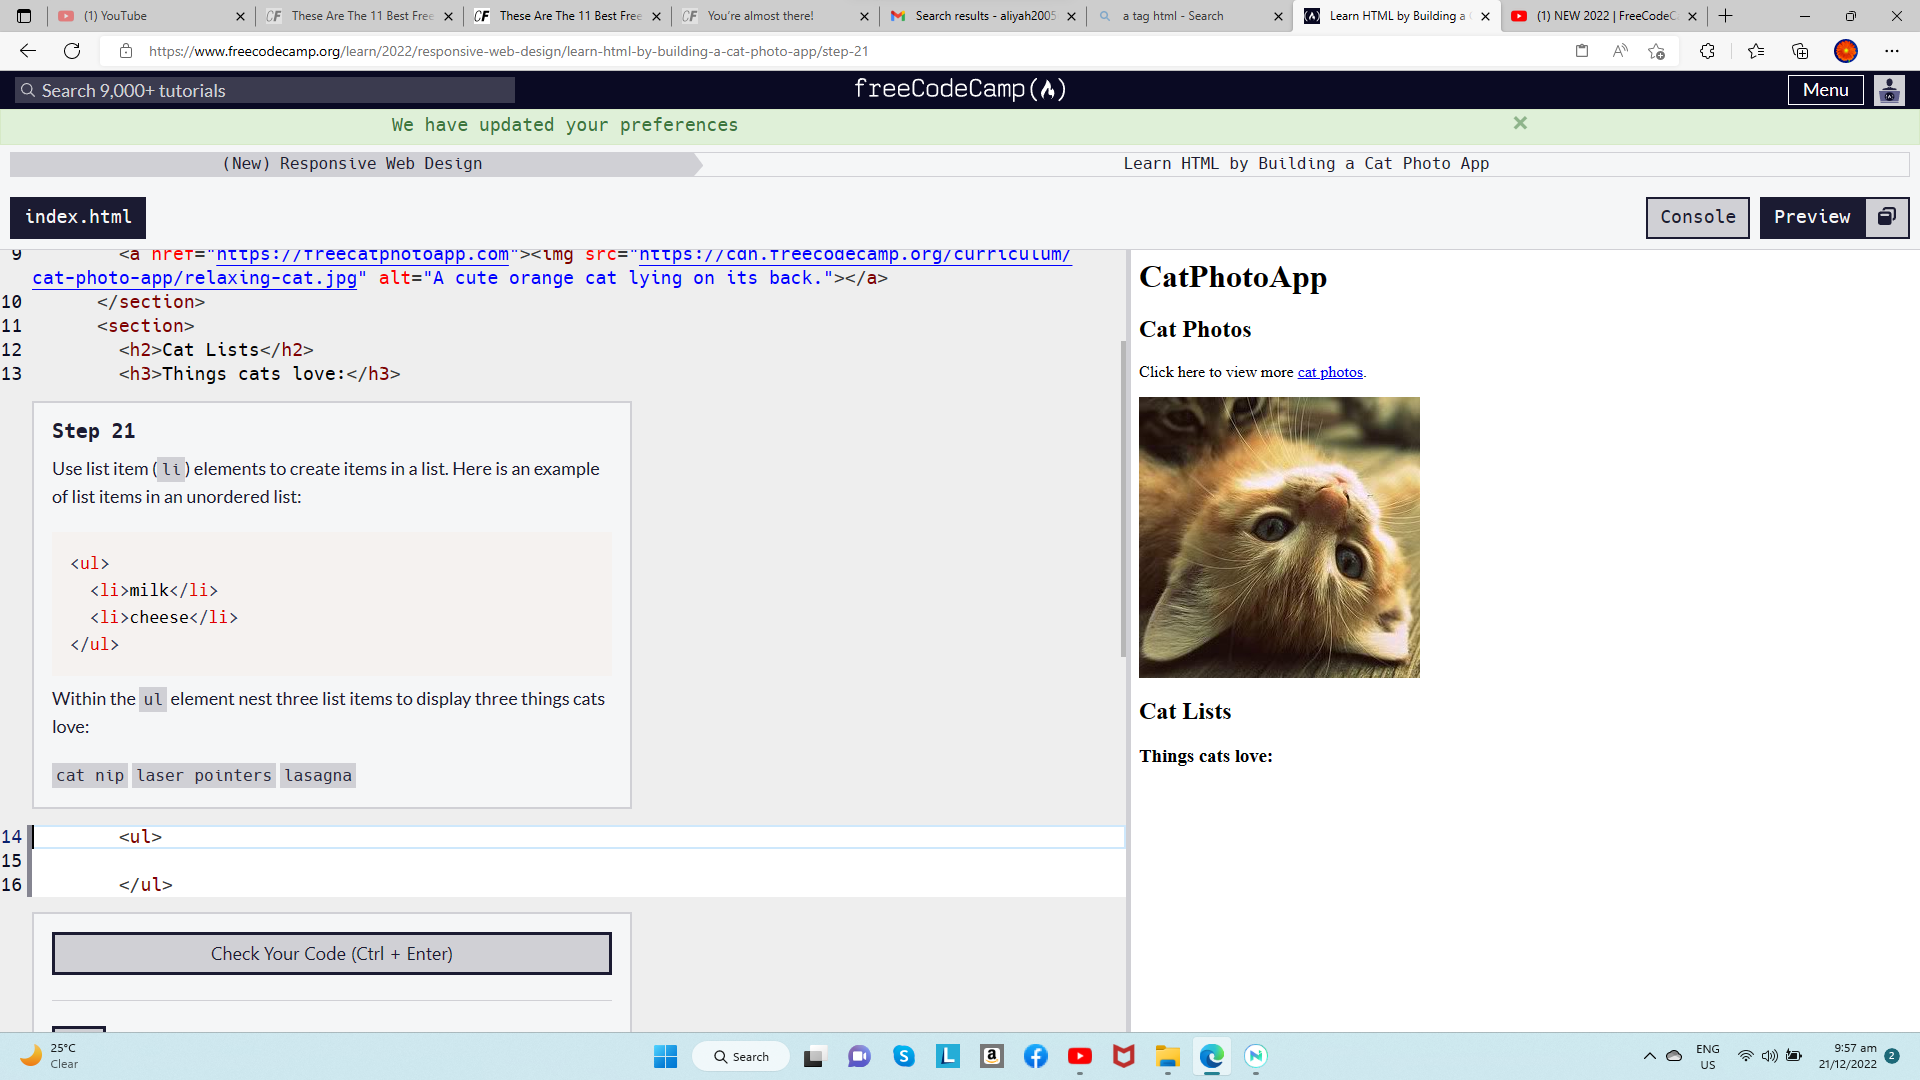 (1) YouTube
These Are The 11 Best Free
These Are The 11 Best Free
You're almost there!
Search results - aliyah2005
a tag html - Search
Learn HTML by Building a
(1) NEW 2022 | FreeCodeC
https://www.freecodecamp.org/learn/2022/responsive-web-design/learn-html-by-building-a-cat-photo-app/step-21
Search 9,000+ tutorials
freeCodeCamp
Menu
We have updated your preferences
(New) Responsive Web Design
Learn HTML by Building a Cat Photo App
index.html
Console
Preview
9 <a href="https://freecatphotoapp.com"><img src="https://cdn.freecodecamp.org/curriculum/
cat-photo-app/relaxing-cat.jpg" alt="A cute orange cat lying on its back."></a>
10 </section>
11 <section>
12 <h2>Cat Lists</h2>
13 <h3>Things cats love:</h3>
Step 21
Use list item (li) elements to create items in a list. Here is an example
of list items in an unordered list:
<ul>
<li>milk</li>
<li>cheese</li>
</ul>
Within the ul element nest three list items to display three things cats
love:
cat nip laser pointers lasagna
14 <ul>
15
16 </ul>
Check Your Code (Ctrl + Enter)
CatPhotoApp
Cat Photos
Click here to view more cat photos.
Cat Lists
Things cats love:
25°C
Clear
Search
ENG
US
9:57 am
21/12/2022
2